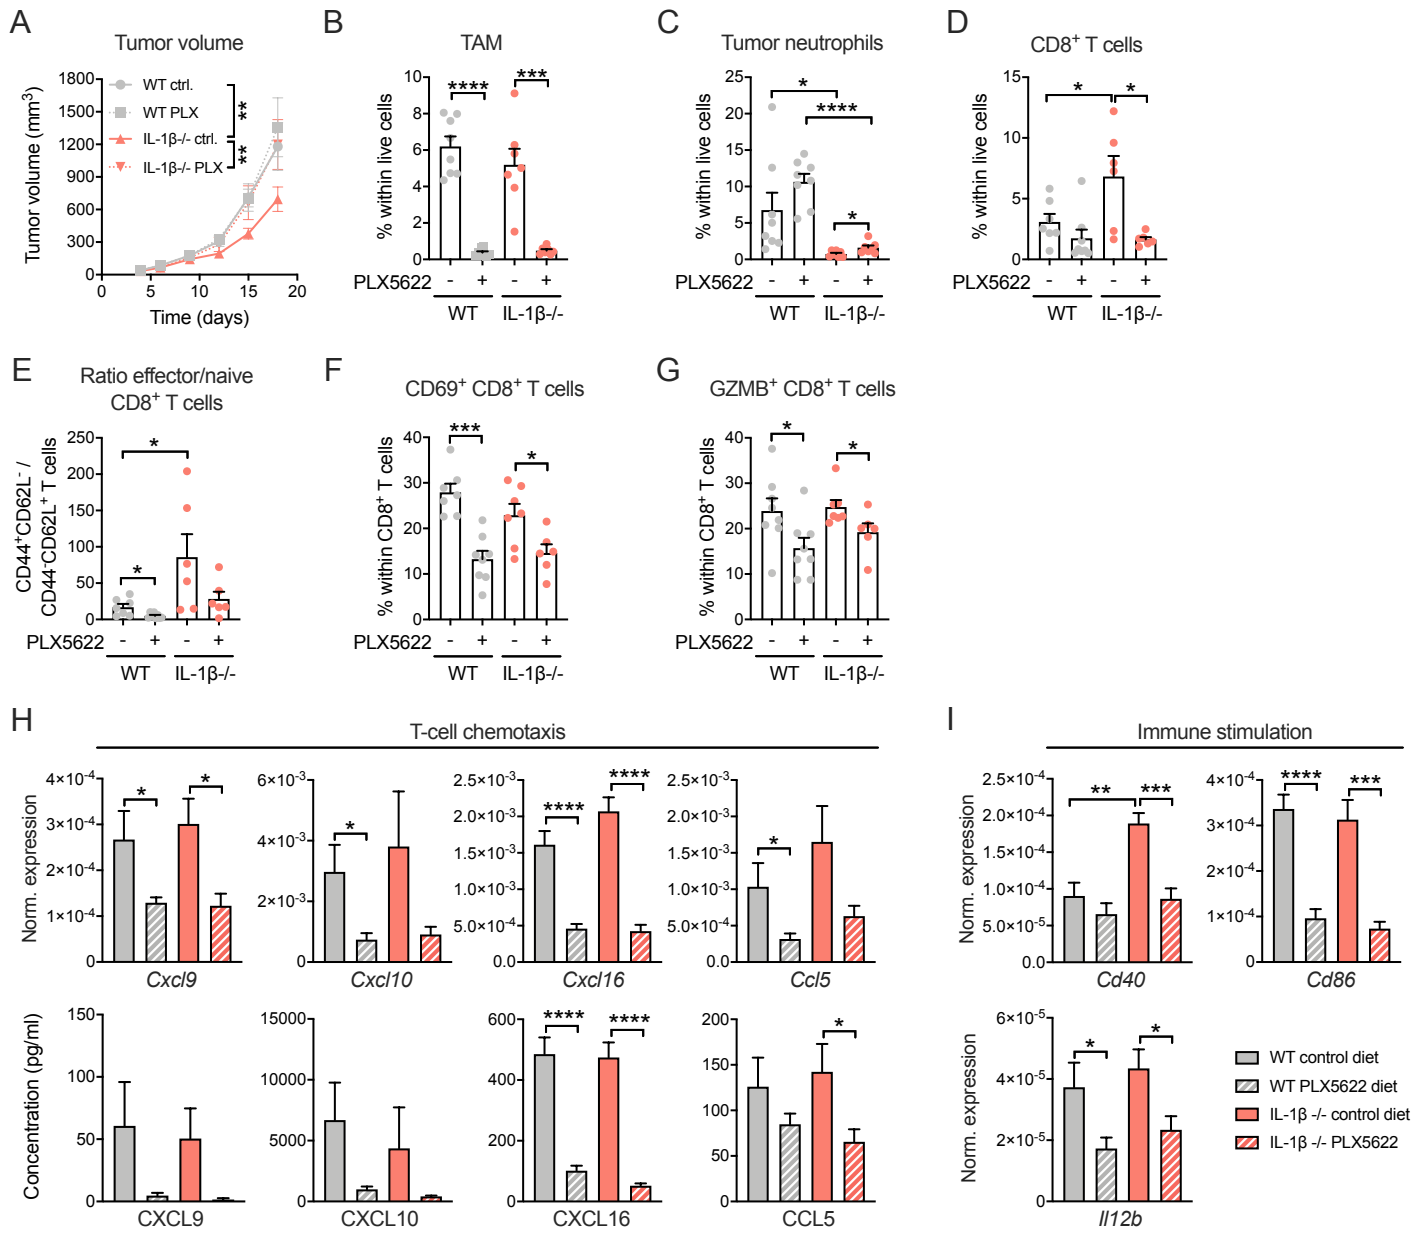 A
Tumor volume
Tumor volume (mm³)
1800
1500
1200
900
600
300
0
0 5 10 15 20
Time (days)
WT ctrl.
WT PLX
IL-1β-/- ctrl.
IL-1β-/- PLX
**
**
B
TAM
% within live cells
10
8
6
4
2
0
**** ***
PLX5622 - + - +
WT IL-1β-/-
C
Tumor neutrophils
% within live cells
25
20
15
10
5
0
*
****
*
PLX5622 - + - +
WT IL-1β-/-
D
CD8⁺ T cells
% within live cells
15
10
5
0
* *
PLX5622 - + - +
WT IL-1β-/-
E
Ratio effector/naive
CD8⁺ T cells
CD44⁺CD62L⁻ /
CD44⁻CD62L⁺ T cells
250
200
150
100
50
0
*
*
PLX5622 - + - +
WT IL-1β-/-
F
CD69⁺ CD8⁺ T cells
% within CD8⁺ T cells
40
30
20
10
0
*** *
PLX5622 - + - +
WT IL-1β-/-
G
GZMB⁺ CD8⁺ T cells
% within CD8⁺ T cells
40
30
20
10
0
* *
PLX5622 - + - +
WT IL-1β-/-
H
T-cell chemotaxis
Norm. expression
4×10⁻⁴
3×10⁻⁴
2×10⁻⁴
1×10⁻⁴
0
* *
Cxcl9
6×10⁻³
4×10⁻³
2×10⁻³
0
*
Cxcl10
2.5×10⁻³
2.0×10⁻³
1.5×10⁻³
1.0×10⁻³
5.0×10⁻⁴
0.0
**** ****
Cxcl16
2.5×10⁻³
2.0×10⁻³
1.5×10⁻³
1.0×10⁻³
5.0×10⁻⁴
0.0
*
Ccl5
Concentration (pg/ml)
150
100
50
0
CXCL9
15000
10000
5000
0
CXCL10
600
400
200
0
**** ****
CXCL16
200
150
100
50
0
*
CCL5
I
Immune stimulation
Norm. expression
2.5×10⁻⁴
2.0×10⁻⁴
1.5×10⁻⁴
1.0×10⁻⁴
5.0×10⁻⁵
0.0
** ***
Cd40
4×10⁻⁴
3×10⁻⁴
2×10⁻⁴
1×10⁻⁴
0
**** ***
Cd86
Norm. expression
6×10⁻⁵
4×10⁻⁵
2×10⁻⁵
0
* *
Il12b
WT control diet
WT PLX5622 diet
IL-1β -/- control diet
IL-1β -/- PLX5622